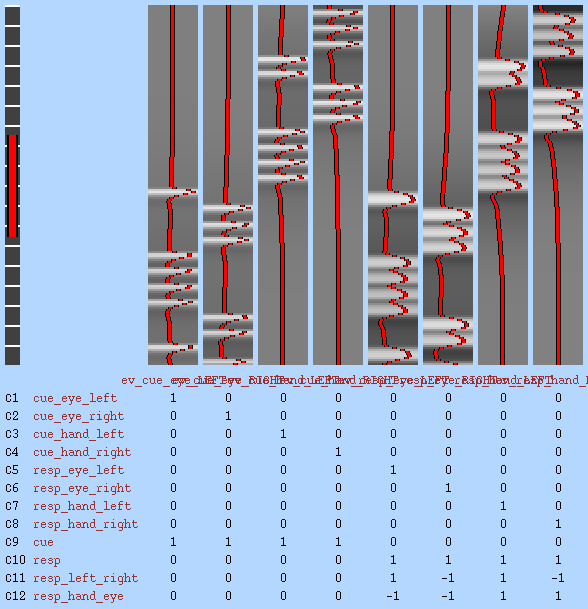 C1 cue_eye_left 1 0 0 0 0 0 0 0
C2 cue_eye_right 0 1 0 0 0 0 0 0
C3 cue_hand_left 0 0 1 0 0 0 0 0
C4 cue_hand_right 0 0 0 1 0 0 0 0
C5 resp_eye_left 0 0 0 0 1 0 0 0
C6 resp_eye_right 0 0 0 0 0 1 0 0
C7 resp_hand_left 0 0 0 0 0 0 1 0
C8 resp_hand_right 0 0 0 0 0 0 0 1
C9 cue 1 1 1 1 0 0 0 0
C10 resp 0 0 0 0 1 1 1 1
C11 resp_left_right 0 0 0 0 1 -1 1 -1
C12 resp_hand_eye 0 0 0 0 -1 -1 1 1